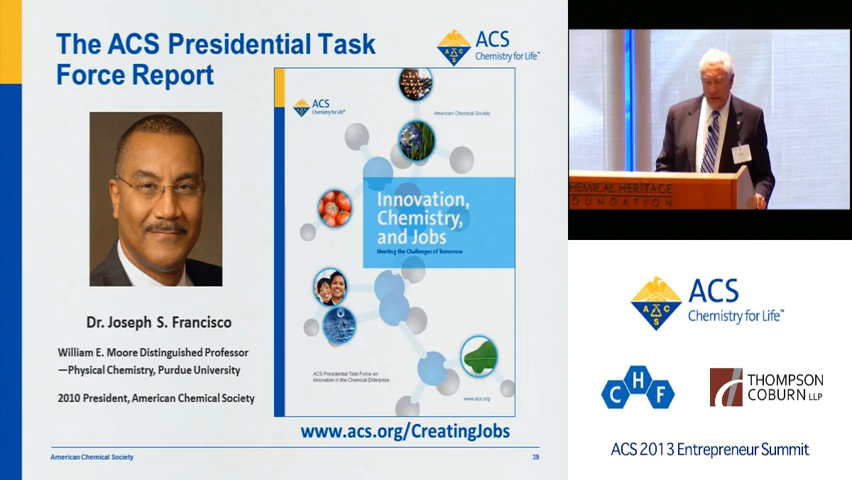 The ACS Presidential Task
Force Report
ACS
Chemistry for Life™
ACS
Chemistry for Life®
American Chemical Society
Innovation,
Chemistry,
and Jobs
Meeting the Challenges of Tomorrow
ACS Presidential Task Force on
Innovation in the Chemical Enterprise
www.acs.org
Dr. Joseph S. Francisco
William E. Moore Distinguished Professor
—Physical Chemistry, Purdue University
2010 President, American Chemical Society
www.acs.org/CreatingJobs
American Chemical Society
39
CHEMICAL HERITAGE
FOUNDATION
A C S
S
ACS
Chemistry for Life™
C H F
THOMPSON
COBURN LLP
ACS 2013 Entrepreneur Summit